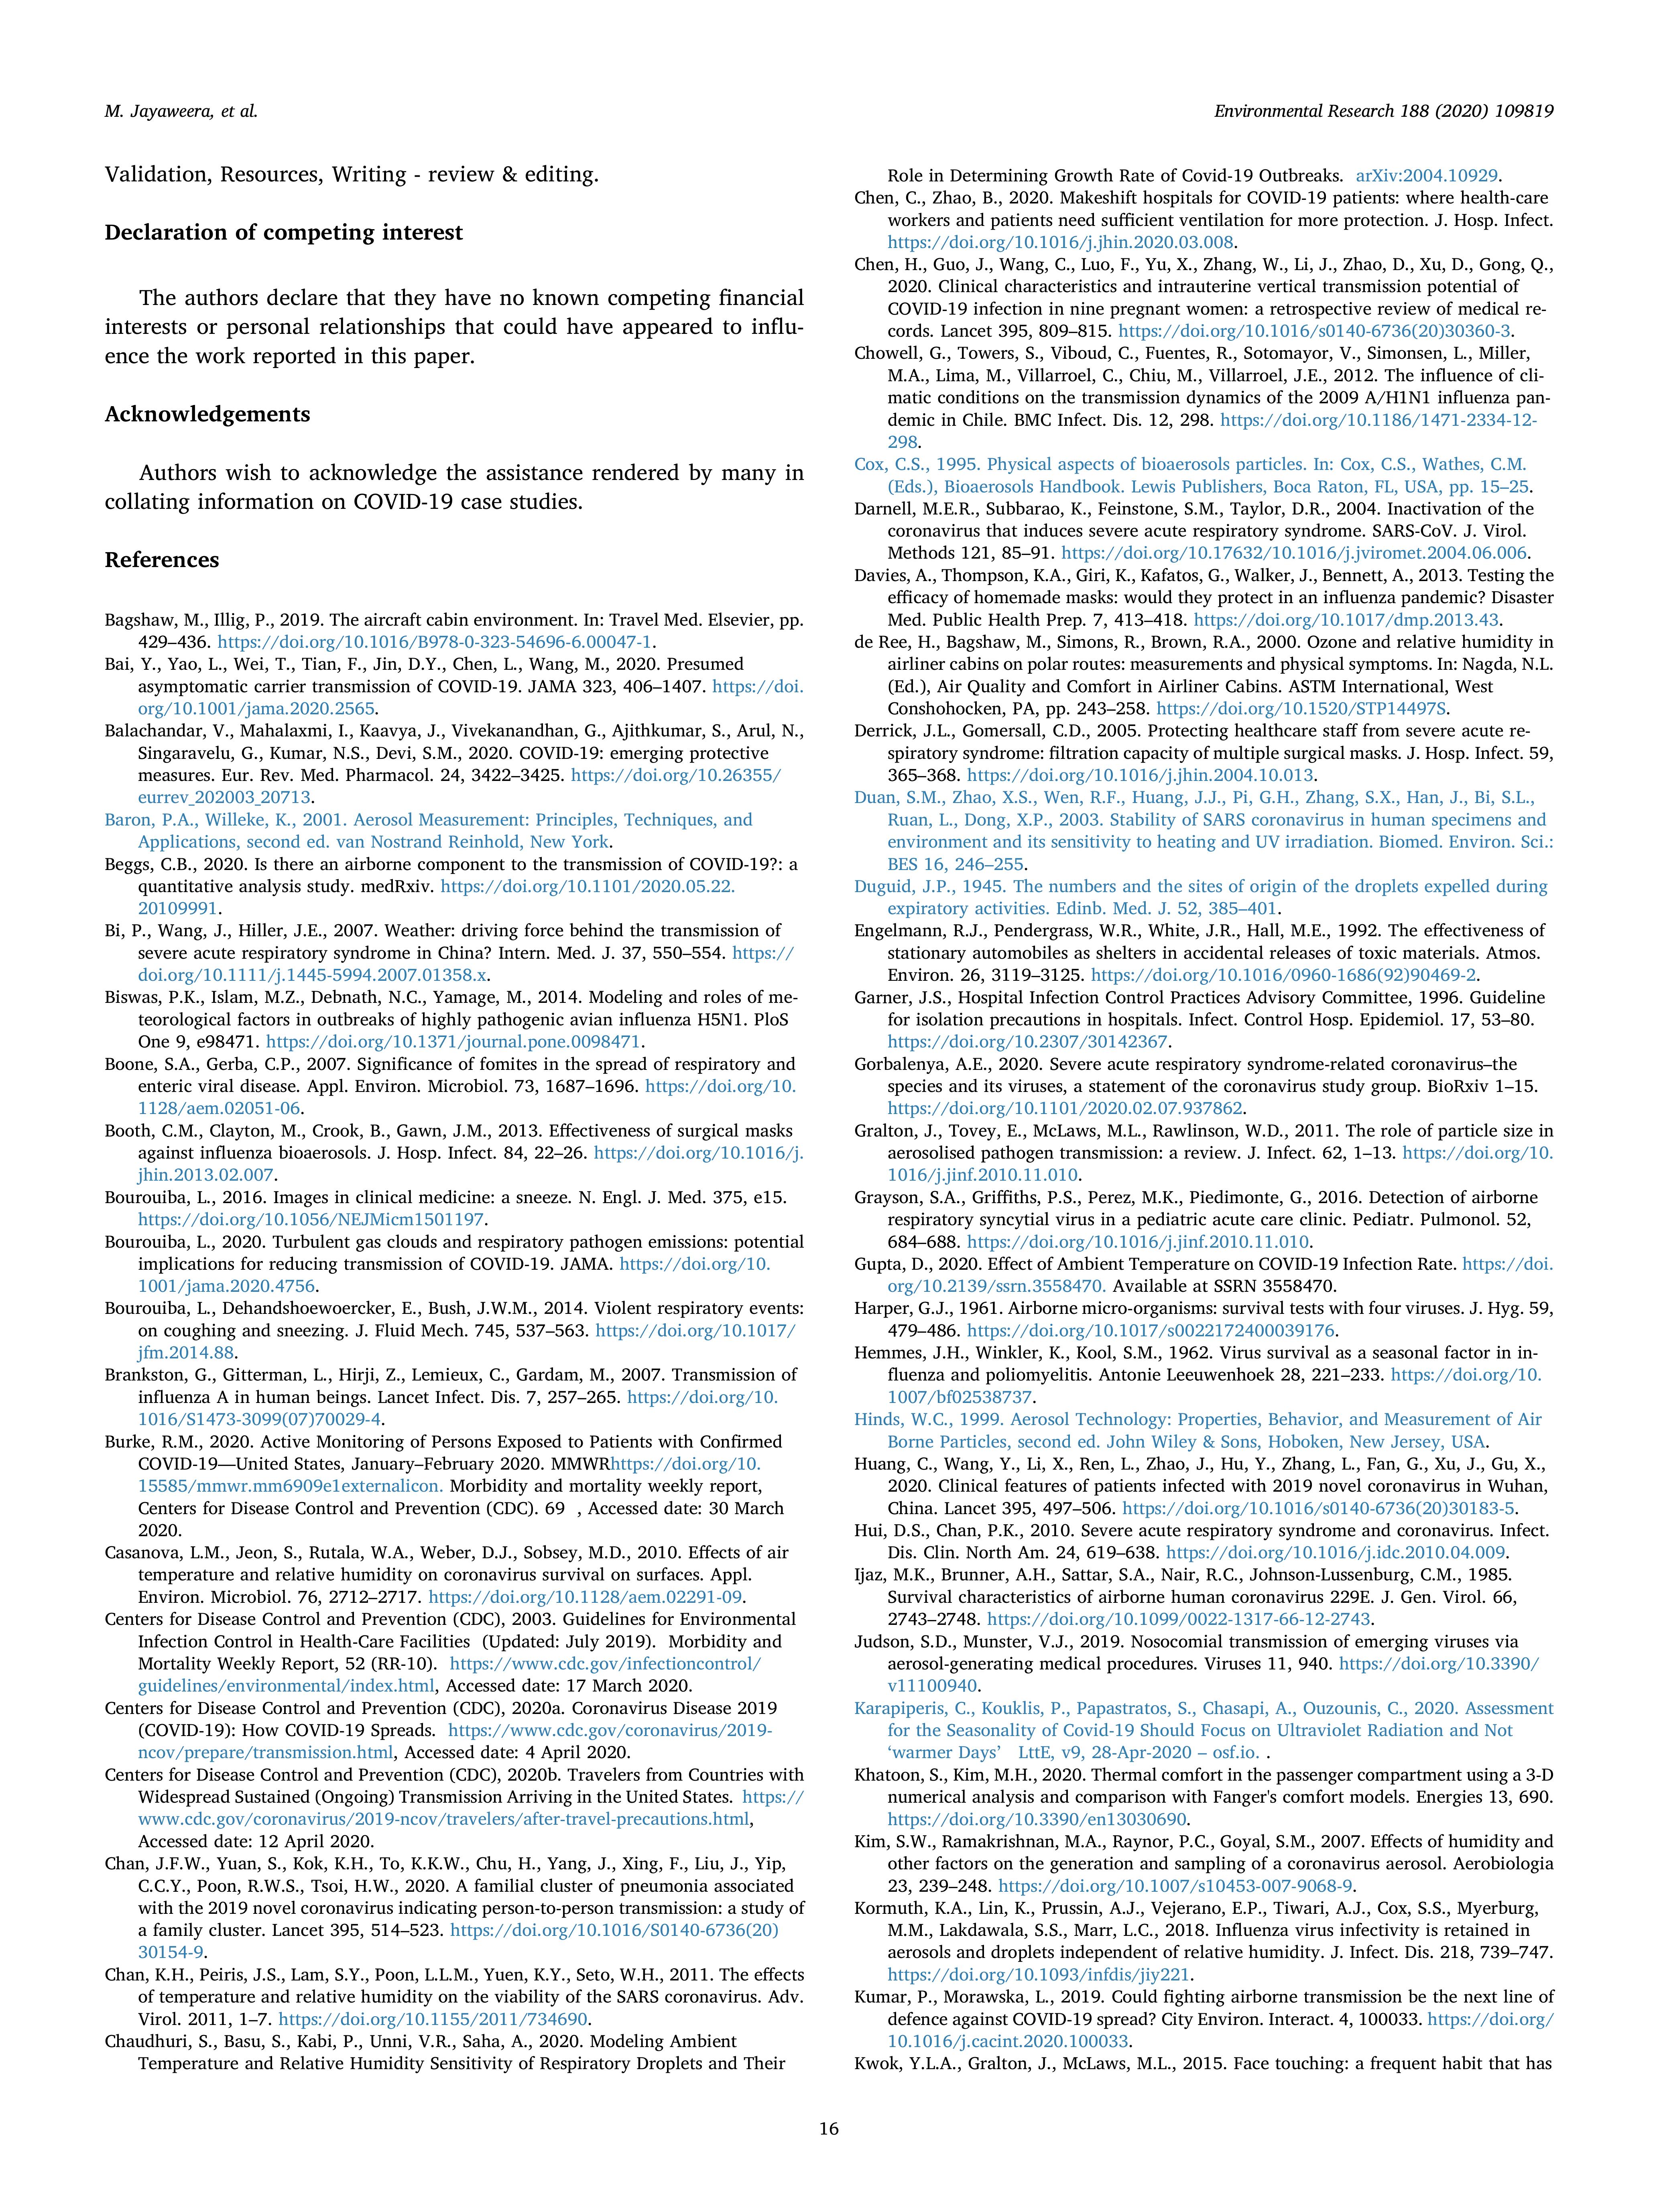 M. Jayaweera, et al.
Environmental Research 188 (2020) 109819
Validation, Resources, Writing - review & editing.
Declaration of competing interest
The authors declare that they have no known competing financial
interests or personal relationships that could have appeared to influ-
ence the work reported in this paper.
Acknowledgements
Authors wish to acknowledge the assistance rendered by many in
collating information on COVID-19 case studies.
References
Bagshaw, M., Illig, P., 2019. The aircraft cabin environment. In: Travel Med. Elsevier, pp.
429–436. https://doi.org/10.1016/B978-0-323-54696-6.00047-1.
Bai, Y., Yao, L., Wei, T., Tian, F., Jin, D.Y., Chen, L., Wang, M., 2020. Presumed
asymptomatic carrier transmission of COVID-19. JAMA 323, 406–1407. https://doi.
org/10.1001/jama.2020.2565.
Balachandar, V., Mahalaxmi, I., Kaavya, J., Vivekanandhan, G., Ajithkumar, S., Arul, N.,
Singaravelu, G., Kumar, N.S., Devi, S.M., 2020. COVID-19: emerging protective
measures. Eur. Rev. Med. Pharmacol. 24, 3422–3425. https://doi.org/10.26355/
eurrev_202003_20713.
Baron, P.A., Willeke, K., 2001. Aerosol Measurement: Principles, Techniques, and
Applications, second ed. van Nostrand Reinhold, New York.
Beggs, C.B., 2020. Is there an airborne component to the transmission of COVID-19?: a
quantitative analysis study. medRxiv. https://doi.org/10.1101/2020.05.22.
20109991.
Bi, P., Wang, J., Hiller, J.E., 2007. Weather: driving force behind the transmission of
severe acute respiratory syndrome in China? Intern. Med. J. 37, 550–554. https://
doi.org/10.1111/j.1445-5994.2007.01358.x.
Biswas, P.K., Islam, M.Z., Debnath, N.C., Yamage, M., 2014. Modeling and roles of me-
teorological factors in outbreaks of highly pathogenic avian influenza H5N1. PloS
One 9, e98471. https://doi.org/10.1371/journal.pone.0098471.
Boone, S.A., Gerba, C.P., 2007. Significance of fomites in the spread of respiratory and
enteric viral disease. Appl. Environ. Microbiol. 73, 1687–1696. https://doi.org/10.
1128/aem.02051-06.
Booth, C.M., Clayton, M., Crook, B., Gawn, J.M., 2013. Effectiveness of surgical masks
against influenza bioaerosols. J. Hosp. Infect. 84, 22–26. https://doi.org/10.1016/j.
jhin.2013.02.007.
Bourouiba, L., 2016. Images in clinical medicine: a sneeze. N. Engl. J. Med. 375, e15.
https://doi.org/10.1056/NEJMicm1501197.
Bourouiba, L., 2020. Turbulent gas clouds and respiratory pathogen emissions: potential
implications for reducing transmission of COVID-19. JAMA. https://doi.org/10.
1001/jama.2020.4756.
Bourouiba, L., Dehandshoewoercker, E., Bush, J.W.M., 2014. Violent respiratory events:
on coughing and sneezing. J. Fluid Mech. 745, 537–563. https://doi.org/10.1017/
jfm.2014.88.
Brankston, G., Gitterman, L., Hirji, Z., Lemieux, C., Gardam, M., 2007. Transmission of
influenza A in human beings. Lancet Infect. Dis. 7, 257–265. https://doi.org/10.
1016/S1473-3099(07)70029-4.
Burke, R.M., 2020. Active Monitoring of Persons Exposed to Patients with Confirmed
COVID-19—United States, January–February 2020. MMWRhttps://doi.org/10.
15585/mmwr.mm6909e1externalicon. Morbidity and mortality weekly report,
Centers for Disease Control and Prevention (CDC). 69 , Accessed date: 30 March
2020.
Casanova, L.M., Jeon, S., Rutala, W.A., Weber, D.J., Sobsey, M.D., 2010. Effects of air
temperature and relative humidity on coronavirus survival on surfaces. Appl.
Environ. Microbiol. 76, 2712–2717. https://doi.org/10.1128/aem.02291-09.
Centers for Disease Control and Prevention (CDC), 2003. Guidelines for Environmental
Infection Control in Health-Care Facilities (Updated: July 2019). Morbidity and
Mortality Weekly Report, 52 (RR-10). https://www.cdc.gov/infectioncontrol/
guidelines/environmental/index.html, Accessed date: 17 March 2020.
Centers for Disease Control and Prevention (CDC), 2020a. Coronavirus Disease 2019
(COVID-19): How COVID-19 Spreads. https://www.cdc.gov/coronavirus/2019-
ncov/prepare/transmission.html, Accessed date: 4 April 2020.
Centers for Disease Control and Prevention (CDC), 2020b. Travelers from Countries with
Widespread Sustained (Ongoing) Transmission Arriving in the United States. https://
www.cdc.gov/coronavirus/2019-ncov/travelers/after-travel-precautions.html,
Accessed date: 12 April 2020.
Chan, J.F.W., Yuan, S., Kok, K.H., To, K.K.W., Chu, H., Yang, J., Xing, F., Liu, J., Yip,
C.C.Y., Poon, R.W.S., Tsoi, H.W., 2020. A familial cluster of pneumonia associated
with the 2019 novel coronavirus indicating person-to-person transmission: a study of
a family cluster. Lancet 395, 514–523. https://doi.org/10.1016/S0140-6736(20)
30154-9.
Chan, K.H., Peiris, J.S., Lam, S.Y., Poon, L.L.M., Yuen, K.Y., Seto, W.H., 2011. The effects
of temperature and relative humidity on the viability of the SARS coronavirus. Adv.
Virol. 2011, 1–7. https://doi.org/10.1155/2011/734690.
Chaudhuri, S., Basu, S., Kabi, P., Unni, V.R., Saha, A., 2020. Modeling Ambient
Temperature and Relative Humidity Sensitivity of Respiratory Droplets and Their
Role in Determining Growth Rate of Covid-19 Outbreaks. arXiv:2004.10929.
Chen, C., Zhao, B., 2020. Makeshift hospitals for COVID-19 patients: where health-care
workers and patients need sufficient ventilation for more protection. J. Hosp. Infect.
https://doi.org/10.1016/j.jhin.2020.03.008.
Chen, H., Guo, J., Wang, C., Luo, F., Yu, X., Zhang, W., Li, J., Zhao, D., Xu, D., Gong, Q.,
2020. Clinical characteristics and intrauterine vertical transmission potential of
COVID-19 infection in nine pregnant women: a retrospective review of medical re-
cords. Lancet 395, 809–815. https://doi.org/10.1016/s0140-6736(20)30360-3.
Chowell, G., Towers, S., Viboud, C., Fuentes, R., Sotomayor, V., Simonsen, L., Miller,
M.A., Lima, M., Villarroel, C., Chiu, M., Villarroel, J.E., 2012. The influence of cli-
matic conditions on the transmission dynamics of the 2009 A/H1N1 influenza pan-
demic in Chile. BMC Infect. Dis. 12, 298. https://doi.org/10.1186/1471-2334-12-
298.
Cox, C.S., 1995. Physical aspects of bioaerosols particles. In: Cox, C.S., Wathes, C.M.
(Eds.), Bioaerosols Handbook. Lewis Publishers, Boca Raton, FL, USA, pp. 15–25.
Darnell, M.E.R., Subbarao, K., Feinstone, S.M., Taylor, D.R., 2004. Inactivation of the
coronavirus that induces severe acute respiratory syndrome. SARS-CoV. J. Virol.
Methods 121, 85–91. https://doi.org/10.17632/10.1016/j.jviromet.2004.06.006.
Davies, A., Thompson, K.A., Giri, K., Kafatos, G., Walker, J., Bennett, A., 2013. Testing the
efficacy of homemade masks: would they protect in an influenza pandemic? Disaster
Med. Public Health Prep. 7, 413–418. https://doi.org/10.1017/dmp.2013.43.
de Ree, H., Bagshaw, M., Simons, R., Brown, R.A., 2000. Ozone and relative humidity in
airliner cabins on polar routes: measurements and physical symptoms. In: Nagda, N.L.
(Ed.), Air Quality and Comfort in Airliner Cabins. ASTM International, West
Conshohocken, PA, pp. 243–258. https://doi.org/10.1520/STP14497S.
Derrick, J.L., Gomersall, C.D., 2005. Protecting healthcare staff from severe acute re-
spiratory syndrome: filtration capacity of multiple surgical masks. J. Hosp. Infect. 59,
365–368. https://doi.org/10.1016/j.jhin.2004.10.013.
Duan, S.M., Zhao, X.S., Wen, R.F., Huang, J.J., Pi, G.H., Zhang, S.X., Han, J., Bi, S.L.,
Ruan, L., Dong, X.P., 2003. Stability of SARS coronavirus in human specimens and
environment and its sensitivity to heating and UV irradiation. Biomed. Environ. Sci.:
BES 16, 246–255.
Duguid, J.P., 1945. The numbers and the sites of origin of the droplets expelled during
expiratory activities. Edinb. Med. J. 52, 385–401.
Engelmann, R.J., Pendergrass, W.R., White, J.R., Hall, M.E., 1992. The effectiveness of
stationary automobiles as shelters in accidental releases of toxic materials. Atmos.
Environ. 26, 3119–3125. https://doi.org/10.1016/0960-1686(92)90469-2.
Garner, J.S., Hospital Infection Control Practices Advisory Committee, 1996. Guideline
for isolation precautions in hospitals. Infect. Control Hosp. Epidemiol. 17, 53–80.
https://doi.org/10.2307/30142367.
Gorbalenya, A.E., 2020. Severe acute respiratory syndrome-related coronavirus–the
species and its viruses, a statement of the coronavirus study group. BioRxiv 1–15.
https://doi.org/10.1101/2020.02.07.937862.
Gralton, J., Tovey, E., McLaws, M.L., Rawlinson, W.D., 2011. The role of particle size in
aerosolised pathogen transmission: a review. J. Infect. 62, 1–13. https://doi.org/10.
1016/j.jinf.2010.11.010.
Grayson, S.A., Griffiths, P.S., Perez, M.K., Piedimonte, G., 2016. Detection of airborne
respiratory syncytial virus in a pediatric acute care clinic. Pediatr. Pulmonol. 52,
684–688. https://doi.org/10.1016/j.jinf.2010.11.010.
Gupta, D., 2020. Effect of Ambient Temperature on COVID-19 Infection Rate. https://doi.
org/10.2139/ssrn.3558470. Available at SSRN 3558470.
Harper, G.J., 1961. Airborne micro-organisms: survival tests with four viruses. J. Hyg. 59,
479–486. https://doi.org/10.1017/s0022172400039176.
Hemmes, J.H., Winkler, K., Kool, S.M., 1962. Virus survival as a seasonal factor in in-
fluenza and poliomyelitis. Antonie Leeuwenhoek 28, 221–233. https://doi.org/10.
1007/bf02538737.
Hinds, W.C., 1999. Aerosol Technology: Properties, Behavior, and Measurement of Air
Borne Particles, second ed. John Wiley & Sons, Hoboken, New Jersey, USA.
Huang, C., Wang, Y., Li, X., Ren, L., Zhao, J., Hu, Y., Zhang, L., Fan, G., Xu, J., Gu, X.,
2020. Clinical features of patients infected with 2019 novel coronavirus in Wuhan,
China. Lancet 395, 497–506. https://doi.org/10.1016/s0140-6736(20)30183-5.
Hui, D.S., Chan, P.K., 2010. Severe acute respiratory syndrome and coronavirus. Infect.
Dis. Clin. North Am. 24, 619–638. https://doi.org/10.1016/j.idc.2010.04.009.
Ijaz, M.K., Brunner, A.H., Sattar, S.A., Nair, R.C., Johnson-Lussenburg, C.M., 1985.
Survival characteristics of airborne human coronavirus 229E. J. Gen. Virol. 66,
2743–2748. https://doi.org/10.1099/0022-1317-66-12-2743.
Judson, S.D., Munster, V.J., 2019. Nosocomial transmission of emerging viruses via
aerosol-generating medical procedures. Viruses 11, 940. https://doi.org/10.3390/
v11100940.
Karapiperis, C., Kouklis, P., Papastratos, S., Chasapi, A., Ouzounis, C., 2020. Assessment
for the Seasonality of Covid-19 Should Focus on Ultraviolet Radiation and Not
‘warmer Days’ LttE, v9, 28-Apr-2020 – osf.io. .
Khatoon, S., Kim, M.H., 2020. Thermal comfort in the passenger compartment using a 3-D
numerical analysis and comparison with Fanger's comfort models. Energies 13, 690.
https://doi.org/10.3390/en13030690.
Kim, S.W., Ramakrishnan, M.A., Raynor, P.C., Goyal, S.M., 2007. Effects of humidity and
other factors on the generation and sampling of a coronavirus aerosol. Aerobiologia
23, 239–248. https://doi.org/10.1007/s10453-007-9068-9.
Kormuth, K.A., Lin, K., Prussin, A.J., Vejerano, E.P., Tiwari, A.J., Cox, S.S., Myerburg,
M.M., Lakdawala, S.S., Marr, L.C., 2018. Influenza virus infectivity is retained in
aerosols and droplets independent of relative humidity. J. Infect. Dis. 218, 739–747.
https://doi.org/10.1093/infdis/jiy221.
Kumar, P., Morawska, L., 2019. Could fighting airborne transmission be the next line of
defence against COVID-19 spread? City Environ. Interact. 4, 100033. https://doi.org/
10.1016/j.cacint.2020.100033.
Kwok, Y.L.A., Gralton, J., McLaws, M.L., 2015. Face touching: a frequent habit that has
16